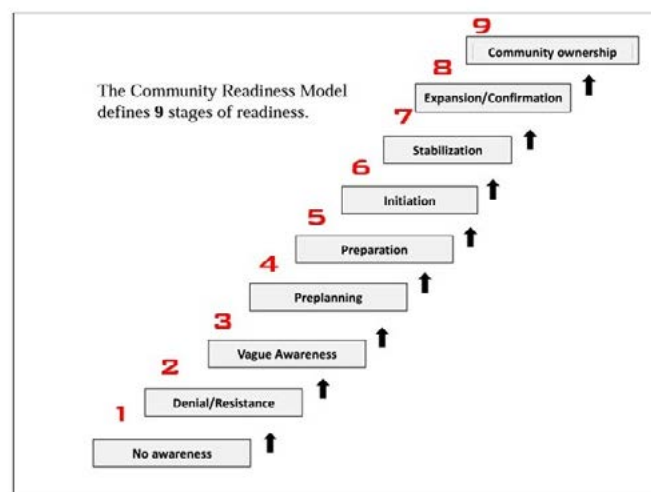 9
Community ownership
The Community Readiness Model
defines 9 stages of readiness.
8
Expansion/Confirmation
7
Stabilization
6
Initiation
5
Preparation
4
Preplanning
3
Vague Awareness
2
Denial/Resistance
1
No awareness